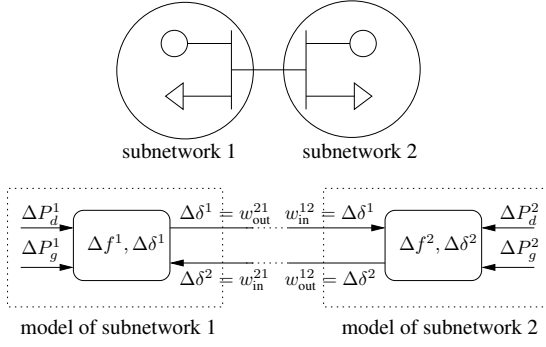 subnetwork 1 subnetwork 2
ΔP_d^1 Δδ^1 = w_out^21 w_in^12 = Δδ^1 ΔP_d^2
ΔP_g^1 Δf^1, Δδ^1 Δf^2, Δδ^2 ΔP_g^2
Δδ^2 = w_in^21 w_out^12 = Δδ^2
model of subnetwork 1 model of subnetwork 2